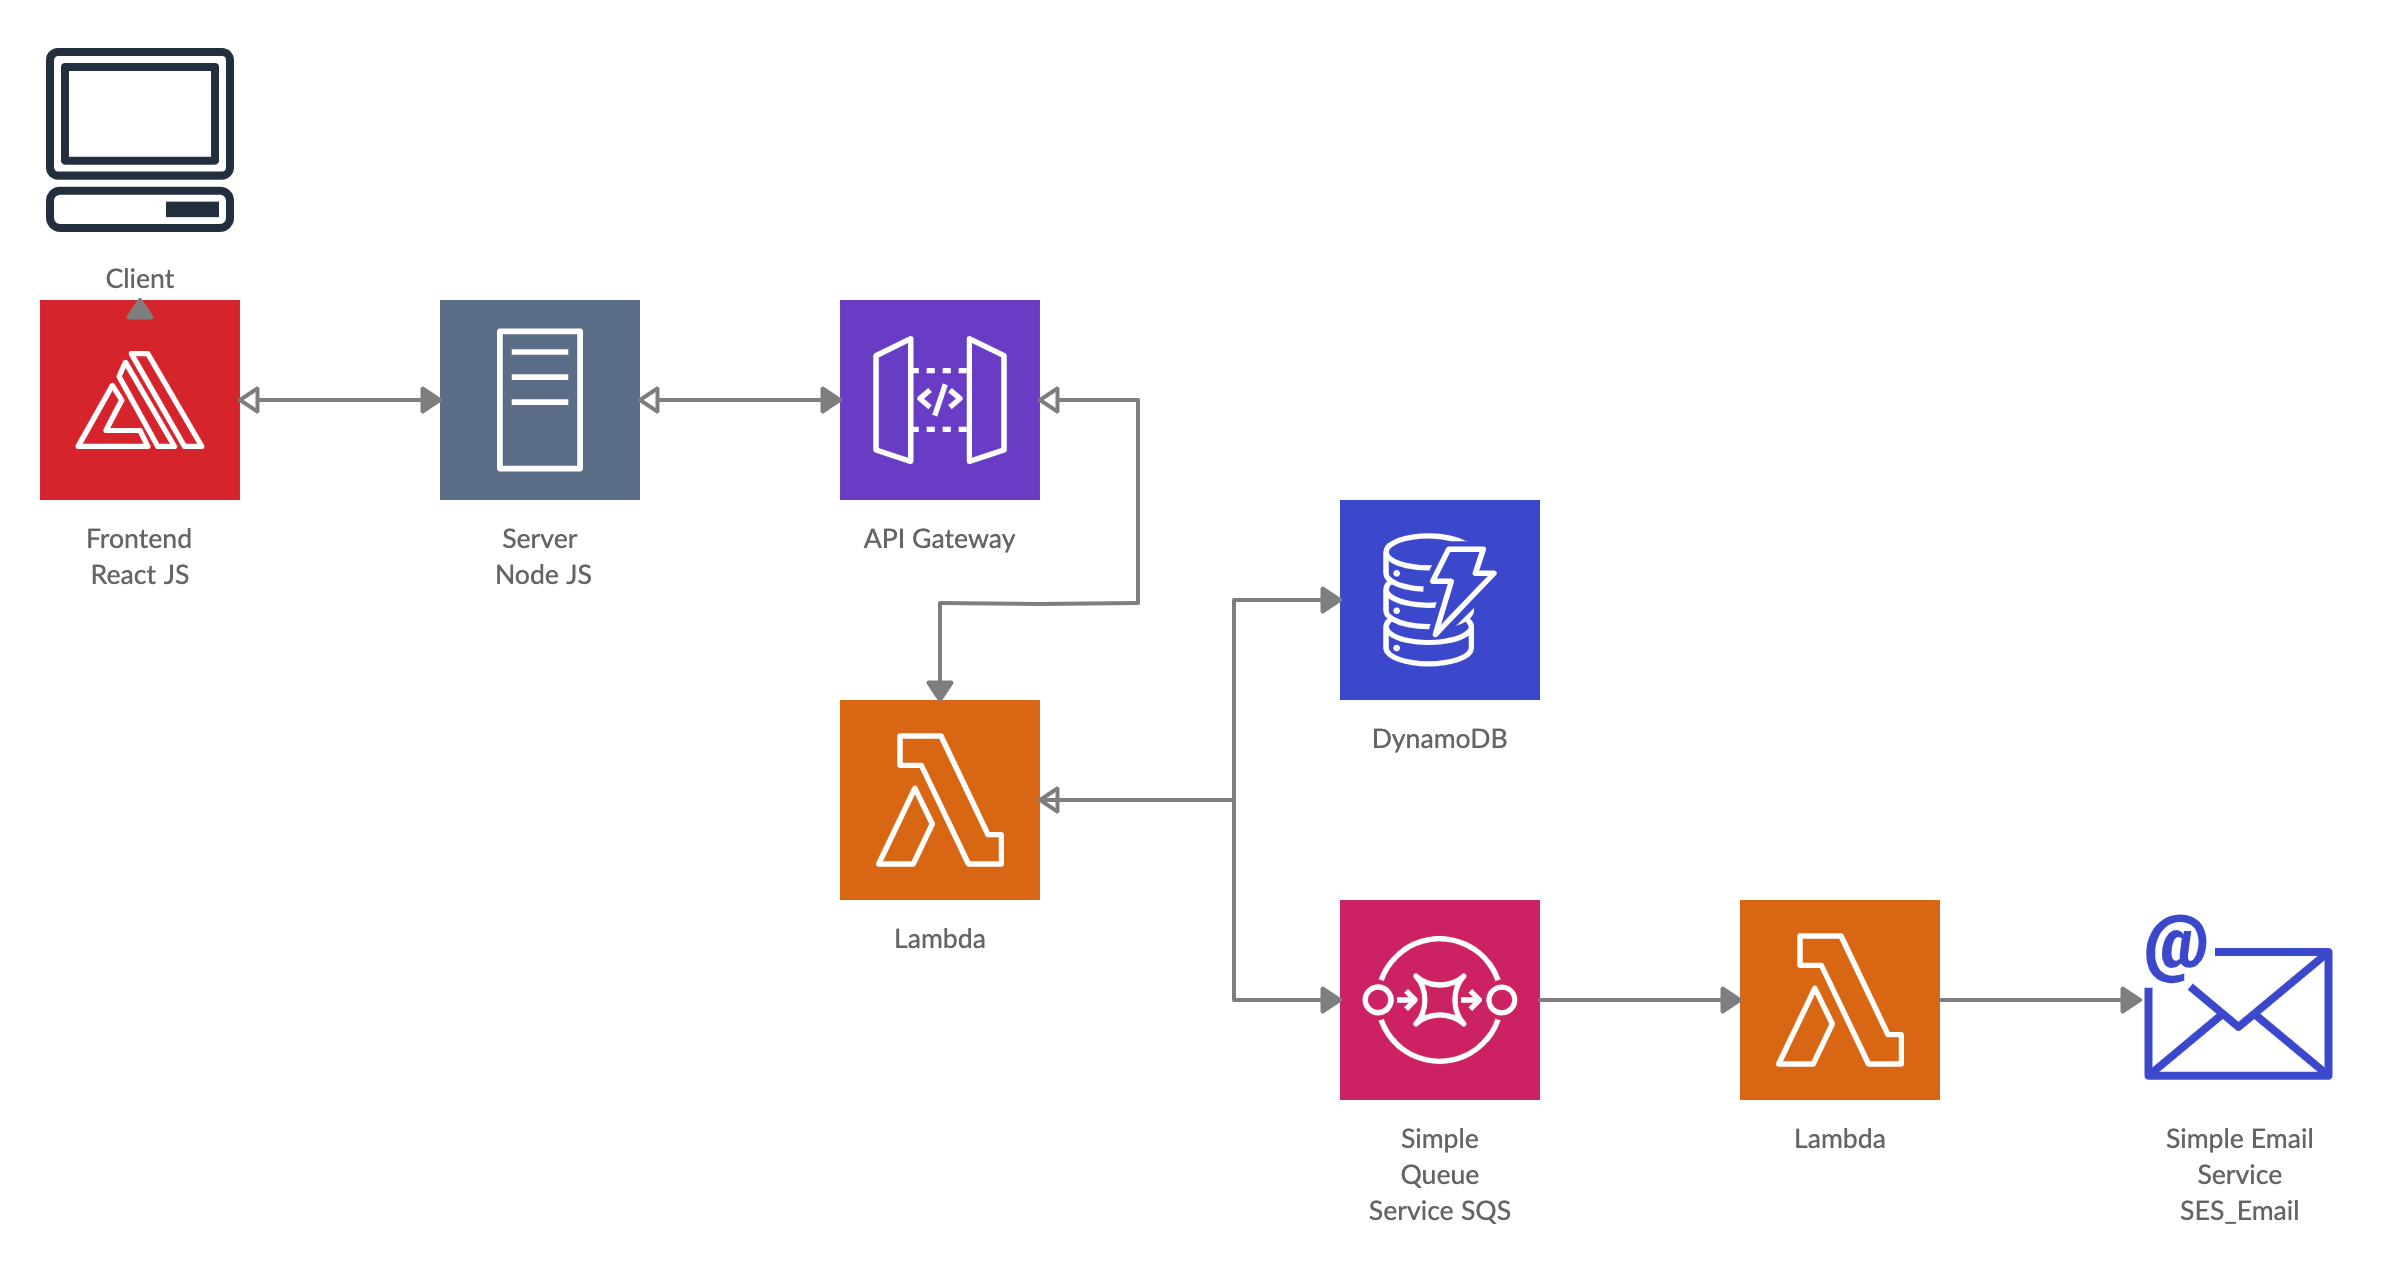 Client
Frontend
React JS
Server
Node JS
API Gateway
DynamoDB
Lambda
Simple
Queue
Service SQS
Lambda
Simple Email
Service
SES_Email